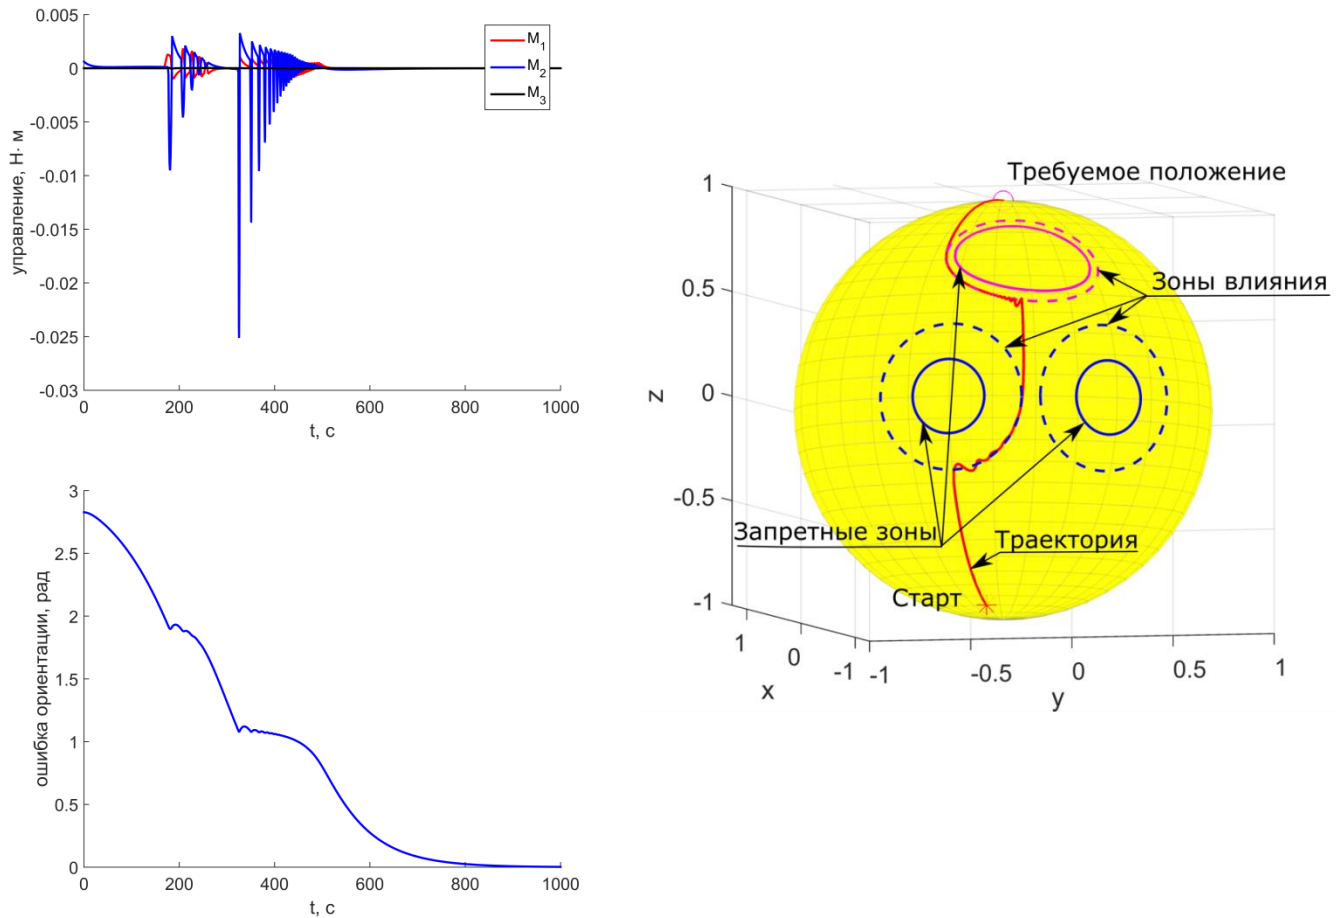 0.005
0
-0.005
-0.01
-0.015
-0.02
-0.025
-0.03
управление, Н· м
0 200 400 600 800 1000
t, с
M1
M2
M3
3
2.5
2
1.5
1
0.5
0
ошибка ориентации, рад
0 200 400 600 800 1000
t, с
Требуемое положение
Зоны влияния
Запретные зоны
Траектория
Старт
1
0.5
0
-0.5
-1
z
1 0 -1
x
-1 -0.5 0 0.5 1
y